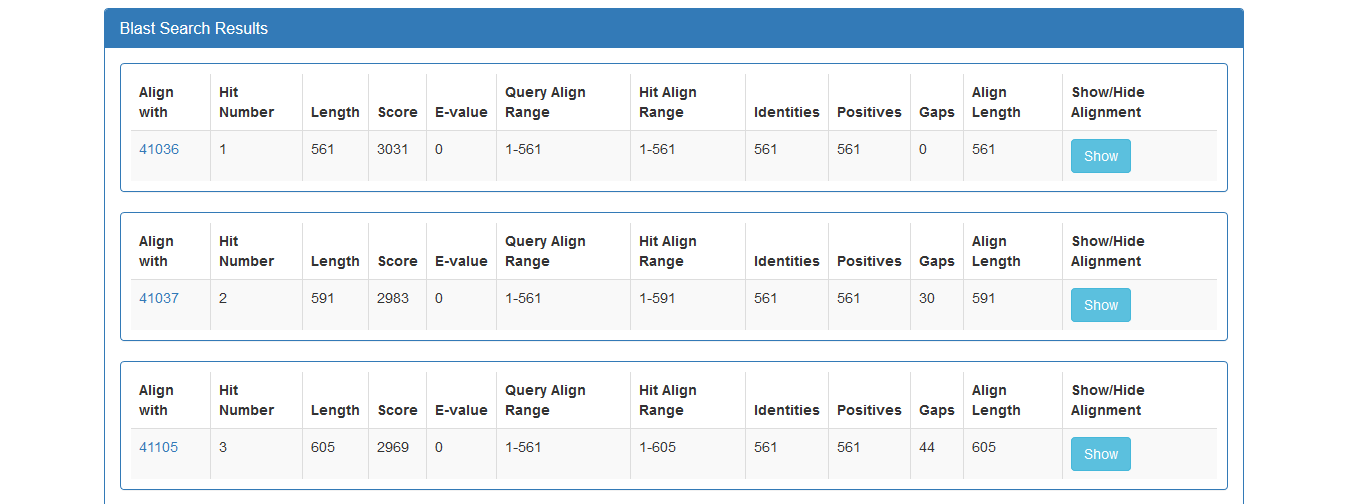 Blast Search Results
Align with Hit Number Length Score E-value Query Align Range Hit Align Range Identities Positives Gaps Align Length Show/Hide Alignment
41036 1 561 3031 0 1-561 1-561 561 561 0 561 Show
Align with Hit Number Length Score E-value Query Align Range Hit Align Range Identities Positives Gaps Align Length Show/Hide Alignment
41037 2 591 2983 0 1-561 1-591 561 561 30 591 Show
Align with Hit Number Length Score E-value Query Align Range Hit Align Range Identities Positives Gaps Align Length Show/Hide Alignment
41105 3 605 2969 0 1-561 1-605 561 561 44 605 Show